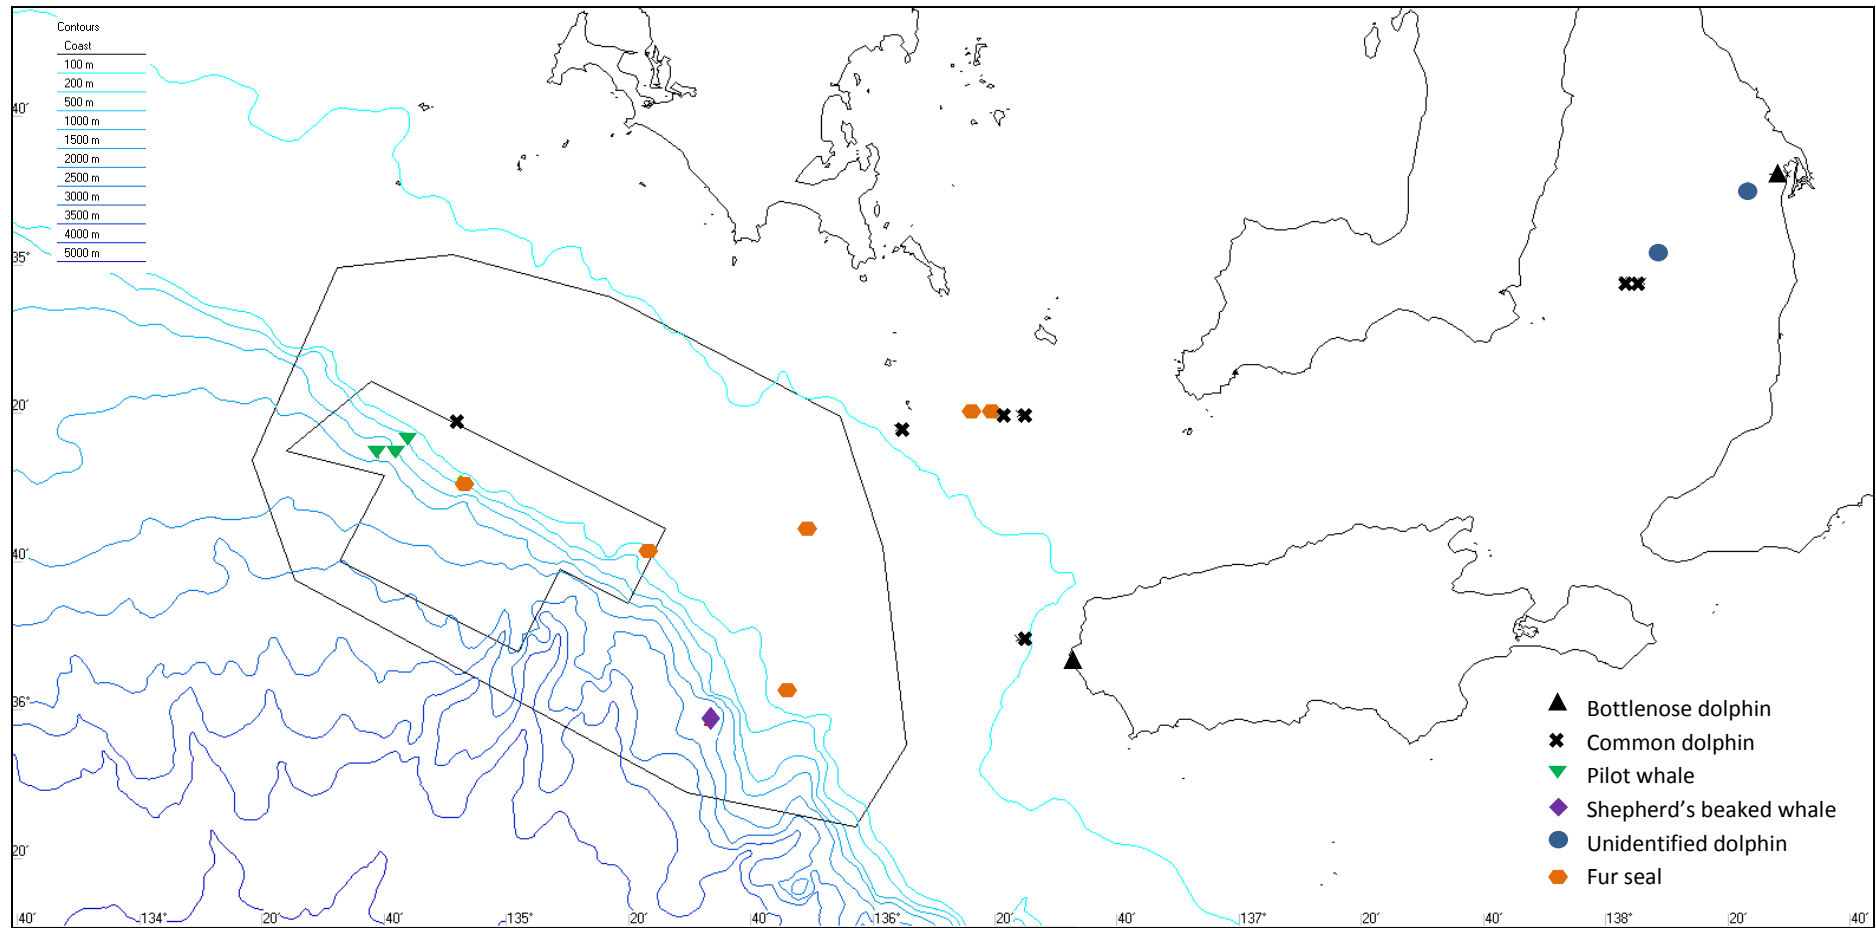 Contours
Coast
100 m
200 m
500 m
1000 m
1500 m
2000 m
2500 m
3000 m
3500 m
4000 m
5000 m
40´
35°
20´
40´
36°
20´
Bottlenose dolphin
Common dolphin
Pilot whale
Shepherd’s beaked whale
Unidentified dolphin
Fur seal
40´ 134° 20´ 40´ 135° 20´ 40´ 136° 20´ 40´ 137° 20´ 40´ 138° 20´ 40´